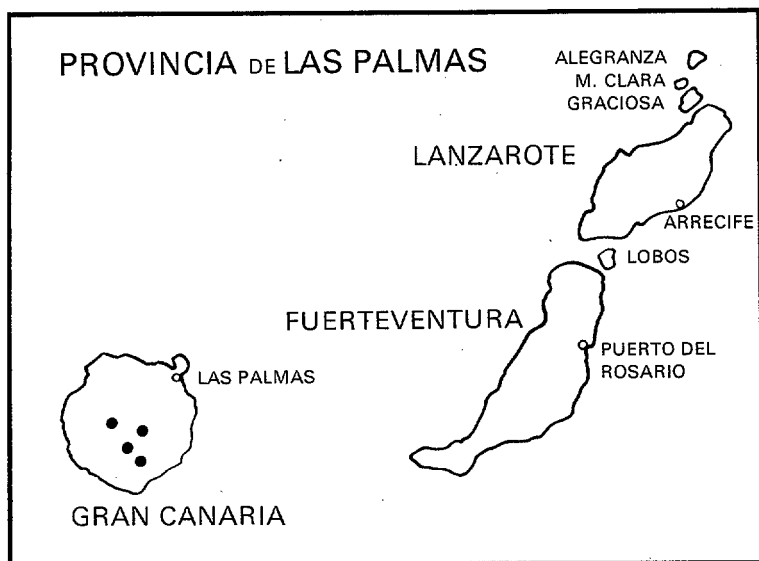 PROVINCIA DE LAS PALMAS
ALEGRANZA
M. CLARA
GRACIOSA
LANZAROTE
ARRECIFE
LOBOS
FUERTEVENTURA
PUERTO DEL
ROSARIO
LAS PALMAS
GRAN CANARIA